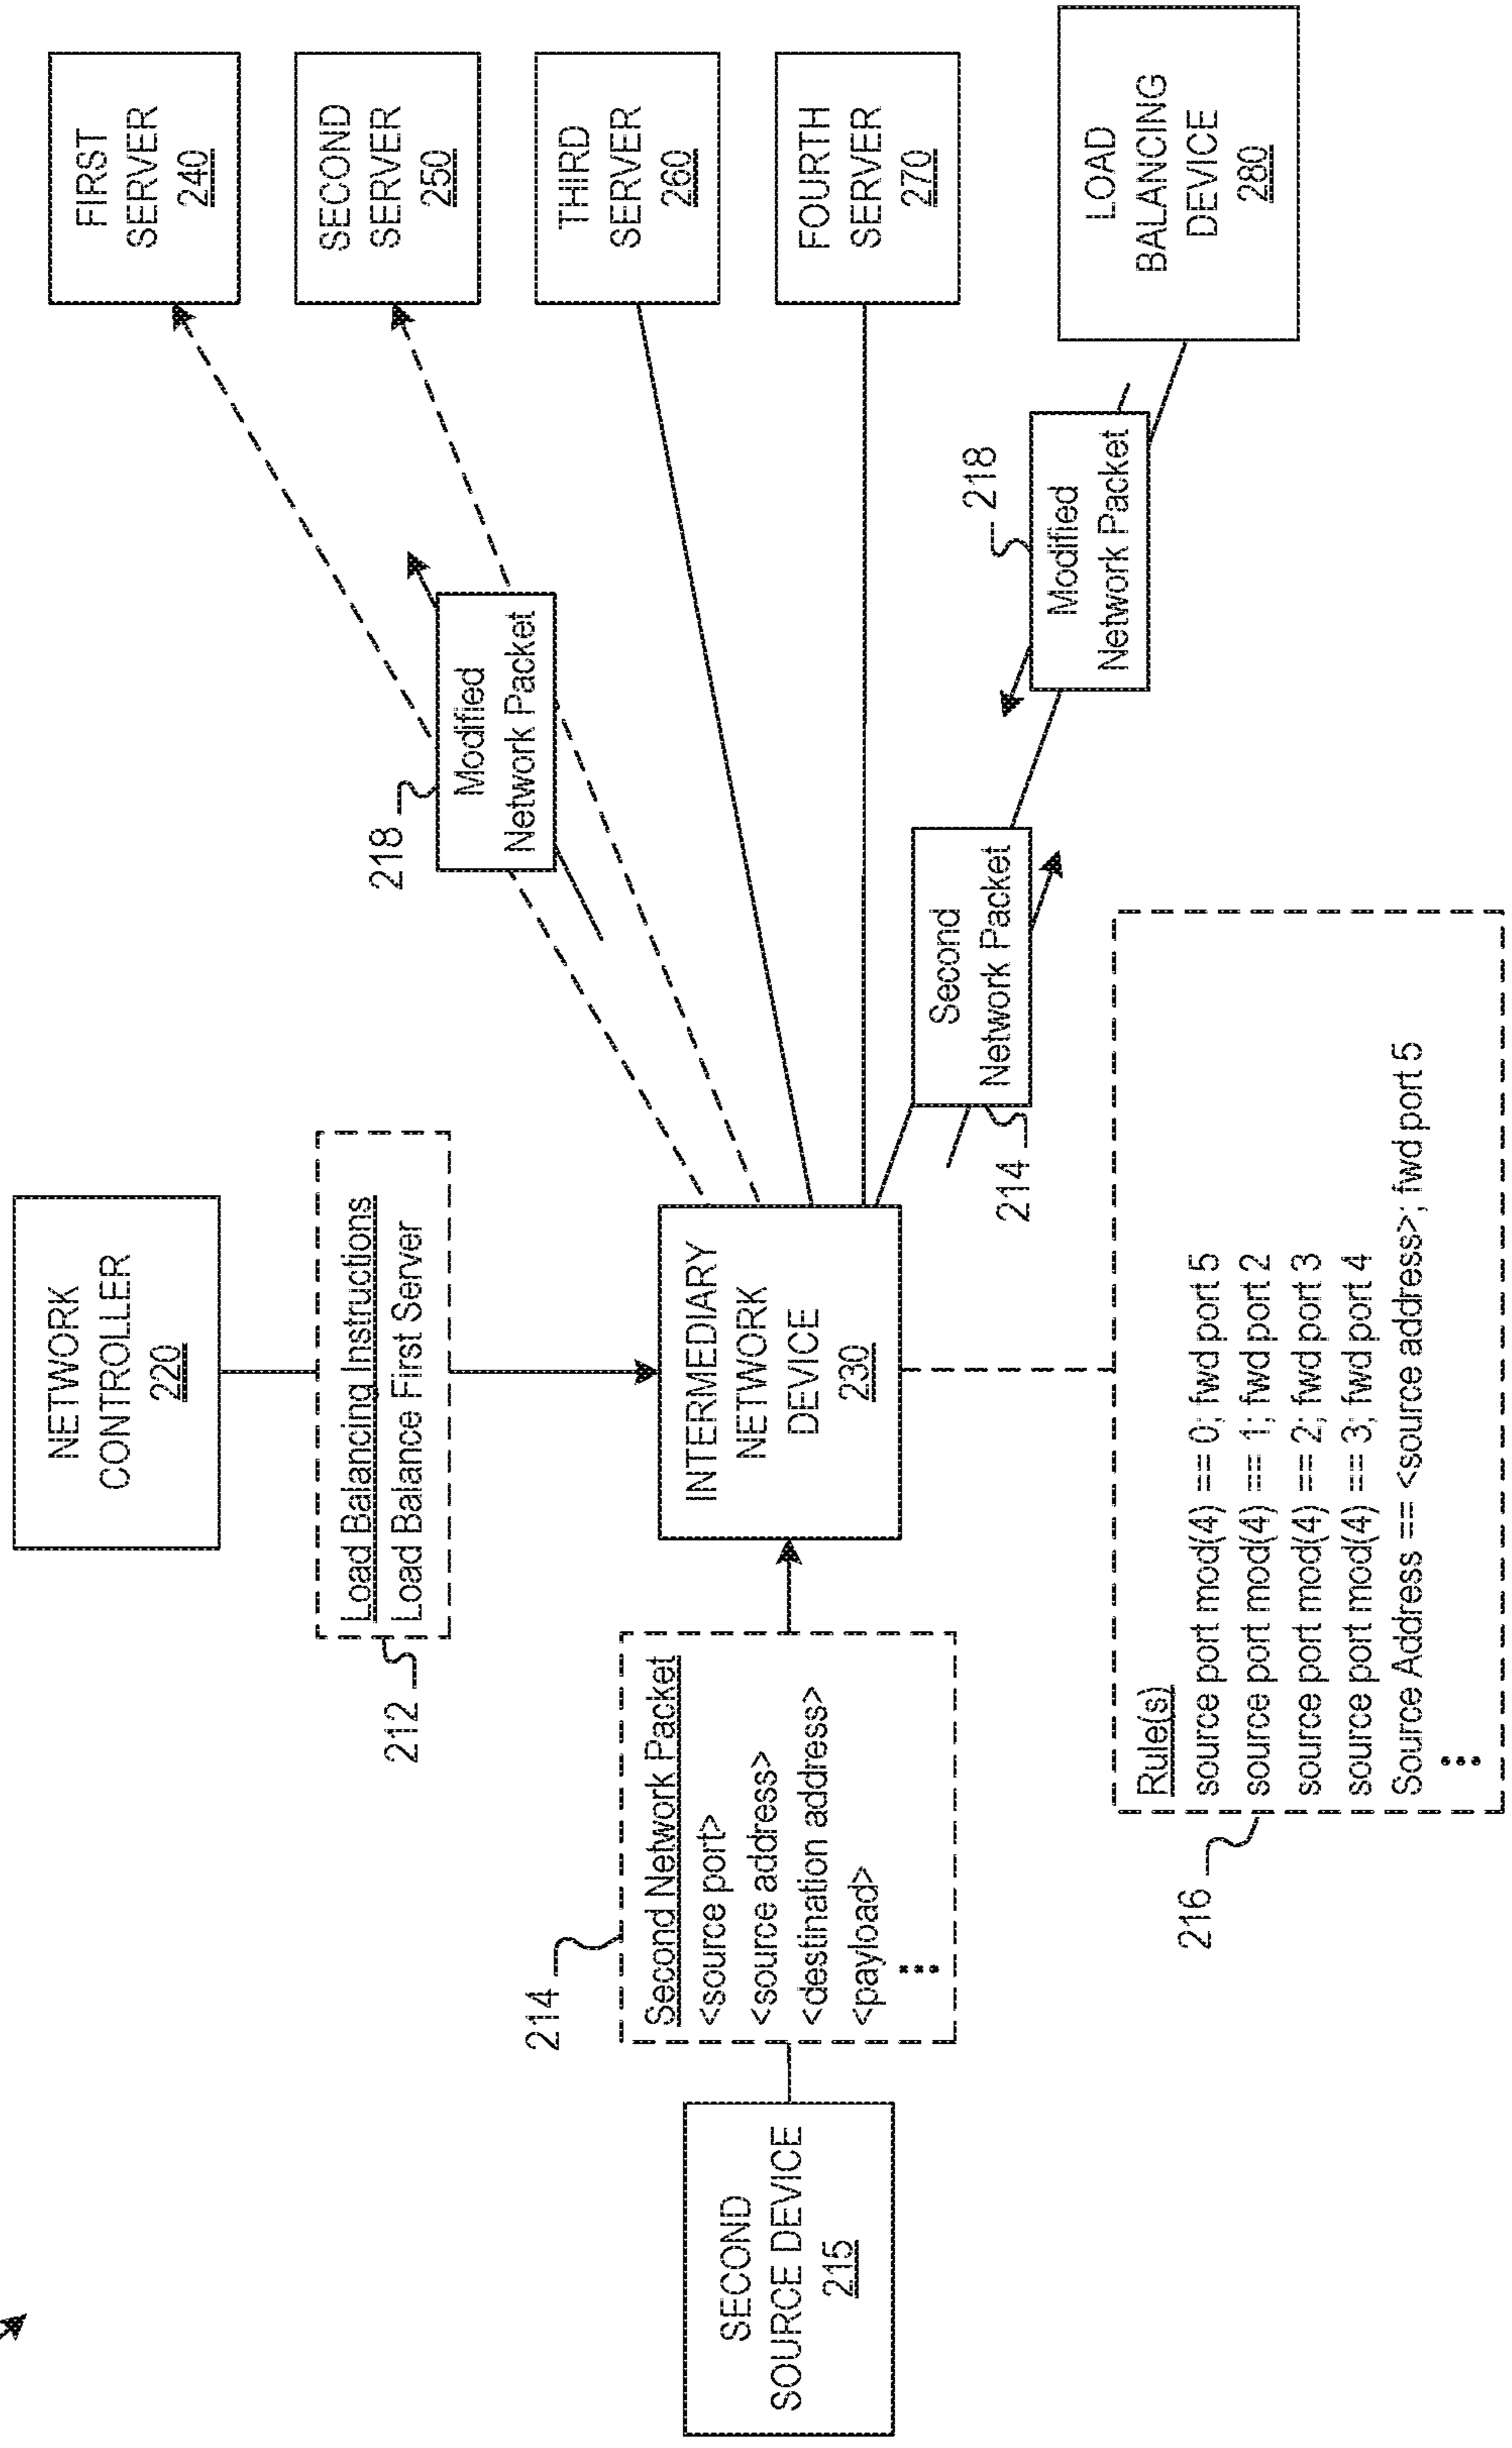 NETWORK
CONTROLLER
220
Load Balancing Instructions
Load Balance First Server
212
SECOND
SOURCE DEVICE
215
214
Second Network Packet
<source port>
<source address>
<destination address>
<payload>
...
INTERMEDIARY
NETWORK
DEVICE
230
218
Modified
Network Packet
FIRST
SERVER
240
SECOND
SERVER
250
THIRD
SERVER
260
FOURTH
SERVER
270
214
Second
Network Packet
218
Modified
Network Packet
LOAD
BALANCING
DEVICE
280
216
Rule(s)
source port mod(4) == 0; fwd port 5
source port mod(4) == 1; fwd port 2
source port mod(4) == 2; fwd port 3
source port mod(4) == 3; fwd port 4
Source Address == <source address>; fwd port 5
...